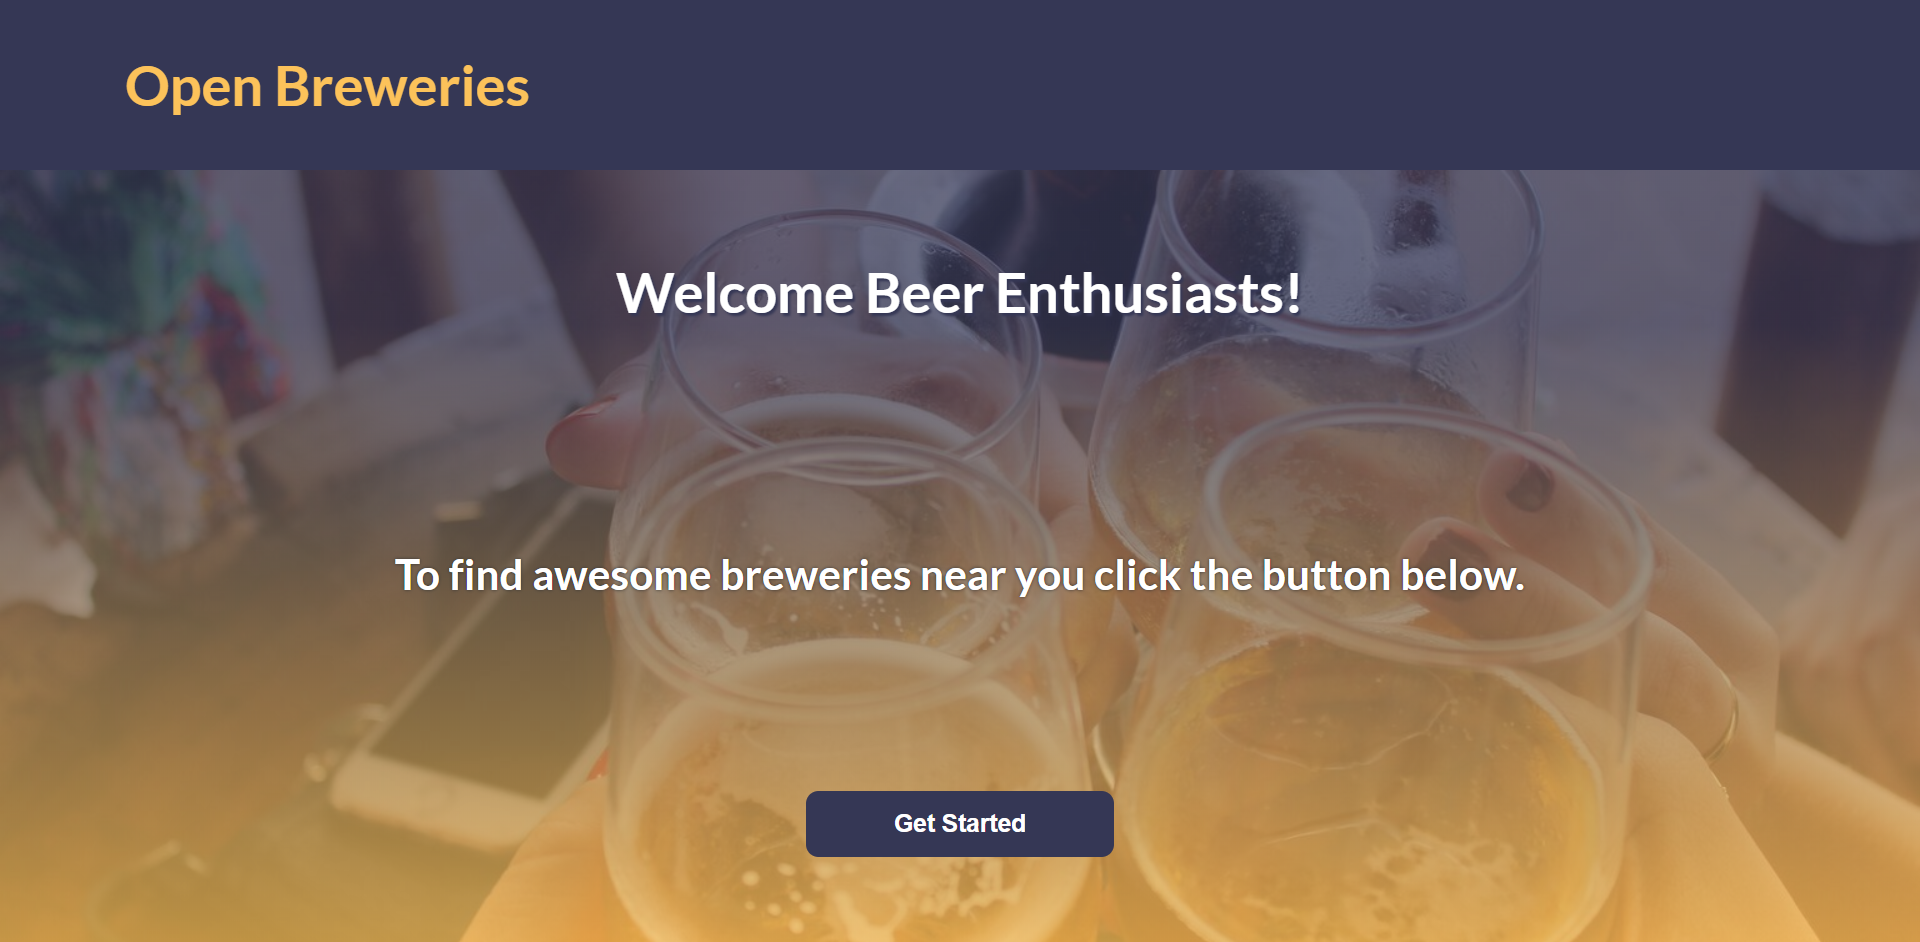 Open Breweries
Welcome Beer Enthusiasts!
To find awesome breweries near you click the button below.
Get Started